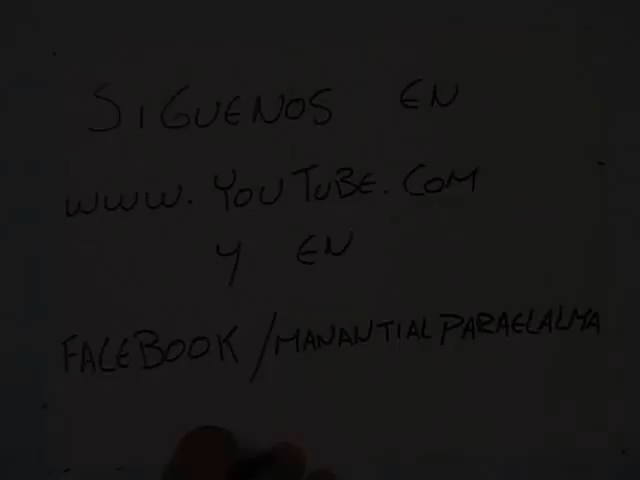 SIGUENOS EN
WWW.YOUTUBE.COM
Y EN
FACEBOOK/MANANTIALPARAELALMA